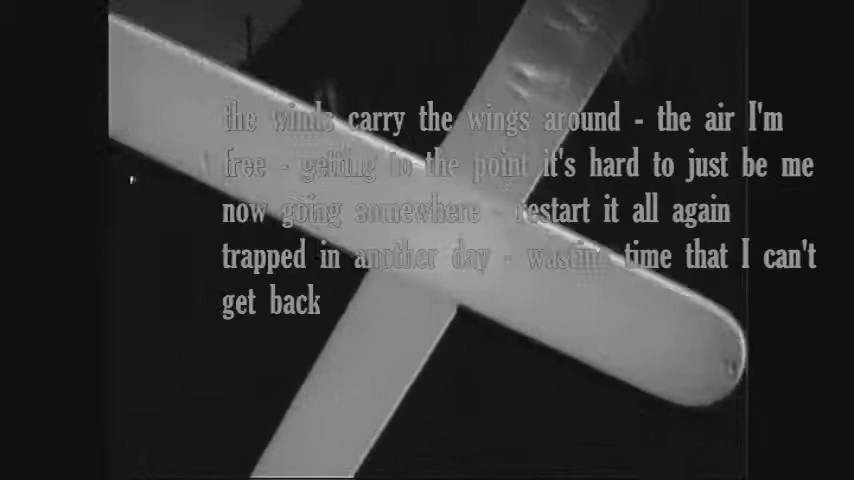 the winds carry the wings around - the air I'm
free - getting to the point it's hard to just be me
now going somewhere - restart it all again
trapped in another day - wastin' time that I can't
get back